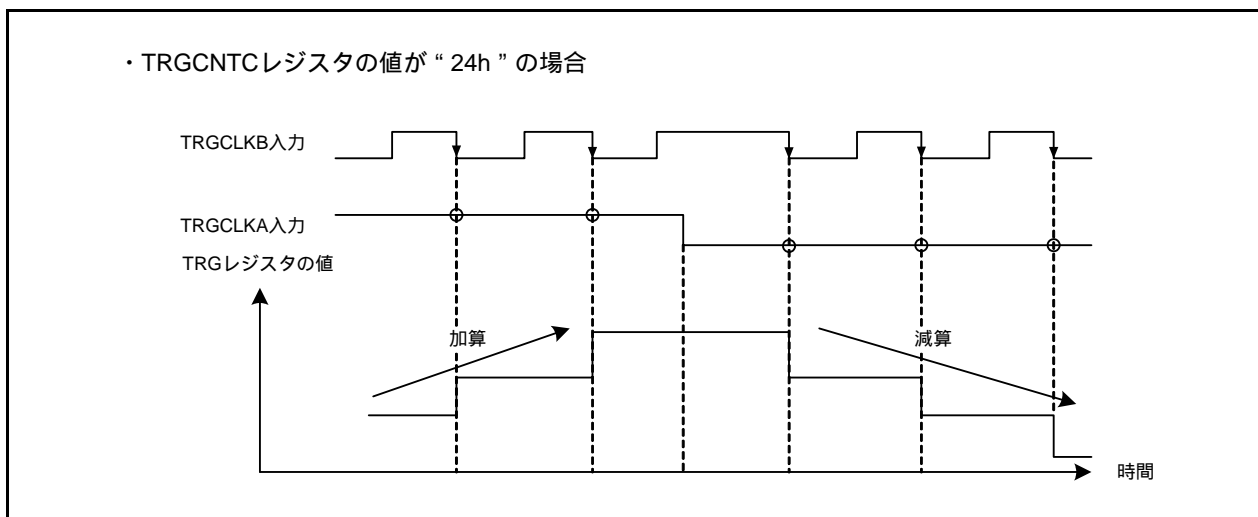 ・TRGCNTCレジスタの値が“24h”の場合
TRGCLKB入力
TRGCLKA入力
TRGレジスタの値
加算
減算
時間